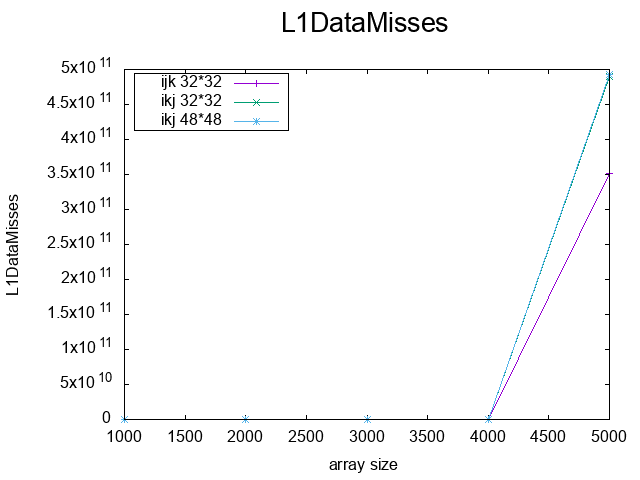 L1DataMisses
5x10 11
4.5x10 11
4x10 11
3.5x10 11
3x10 11
2.5x10 11
2x10 11
1.5x10 11
1x10 11
5x10 10
0
ijk 32*32
ikj 32*32
ikj 48*48
L1DataMisses
1000 1500 2000 2500 3000 3500 4000 4500 5000
array size